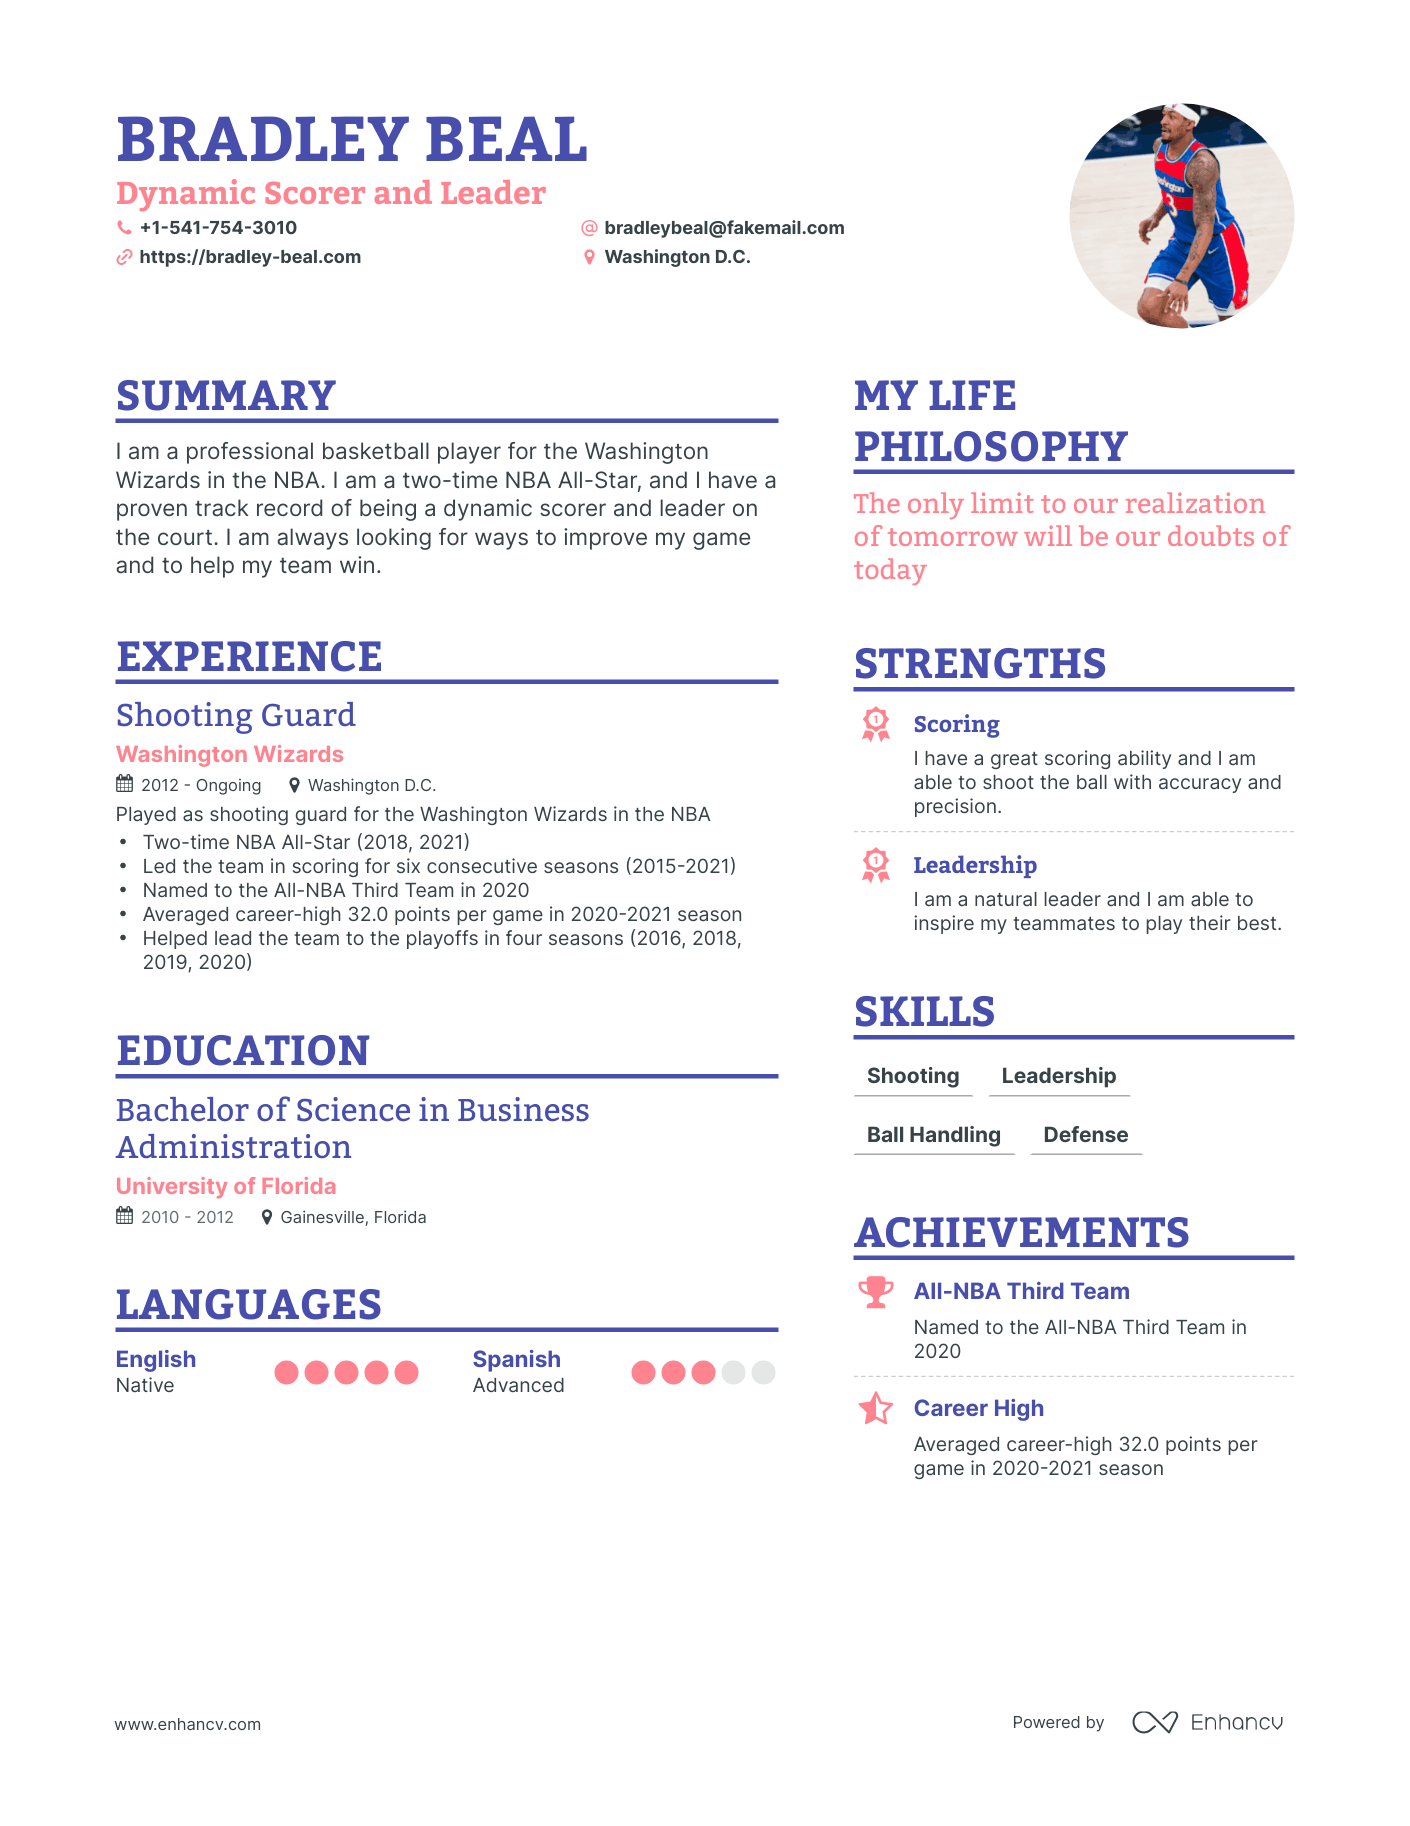 BRADLEY BEAL
Dynamic Scorer and Leader
+1-541-754-3010
bradleybeal@fakemail.com
https://bradley-beal.com
Washington D.C.
SUMMARY
I am a professional basketball player for the Washington
Wizards in the NBA. I am a two-time NBA All-Star, and I have a
proven track record of being a dynamic scorer and leader on
the court. I am always looking for ways to improve my game
and to help my team win.
EXPERIENCE
Shooting Guard
Washington Wizards
2012 - Ongoing
Washington D.C.
Played as shooting guard for the Washington Wizards in the NBA
• Two-time NBA All-Star (2018, 2021)
• Led the team in scoring for six consecutive seasons (2015-2021)
• Named to the All-NBA Third Team in 2020
• Averaged career-high 32.0 points per game in 2020-2021 season
• Helped lead the team to the playoffs in four seasons (2016, 2018,
2019, 2020)
EDUCATION
Bachelor of Science in Business
Administration
University of Florida
2010 - 2012
Gainesville, Florida
LANGUAGES
English
Native
Spanish
Advanced
MY LIFE
PHILOSOPHY
The only limit to our realization
of tomorrow will be our doubts of
today
STRENGTHS
1
Scoring
I have a great scoring ability and I am
able to shoot the ball with accuracy and
precision.
1
Leadership
I am a natural leader and I am able to
inspire my teammates to play their best.
SKILLS
Shooting
Leadership
Ball Handling
Defense
ACHIEVEMENTS
All-NBA Third Team
Named to the All-NBA Third Team in
2020
Career High
Averaged career-high 32.0 points per
game in 2020-2021 season
www.enhancv.com
Powered by
Enhancv